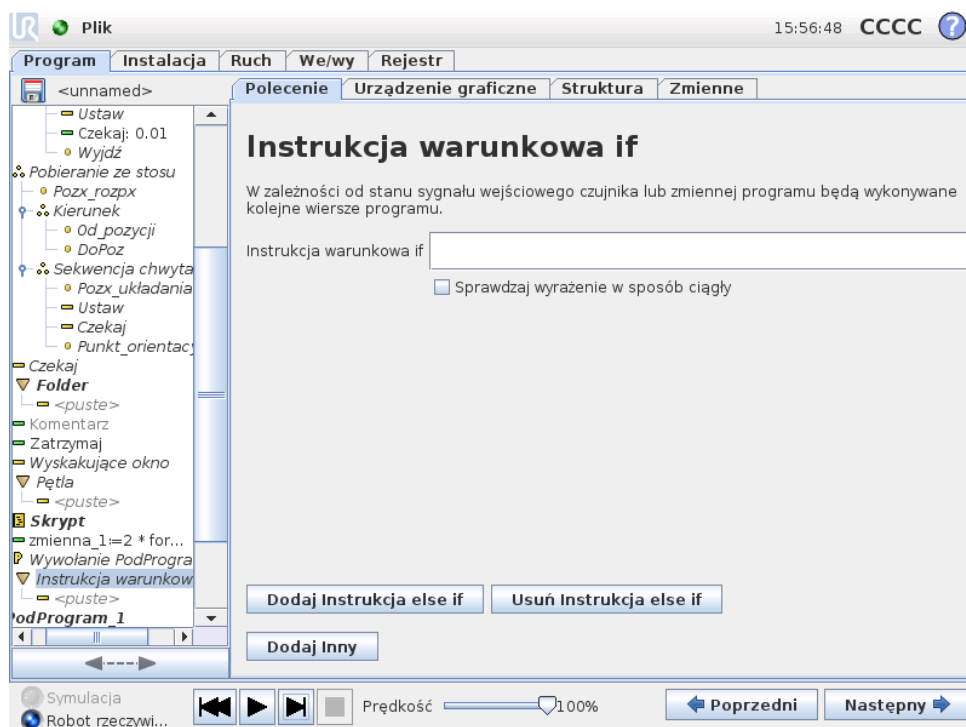 UR Plik 15:56:48 CCCC ?
Program Instalacja Ruch We/wy Rejestr
<unnamed>
Polecenie Urządzenie graficzne Struktura Zmienne
Ustaw
Czekaj: 0.01
Wyjdź
Pobieranie ze stosu
Pozx_rozpx
Kierunek
Od_pozycji
DoPoz
Sekwencja chwyta
Pozx_układania
Ustaw
Czekaj
Punkt_orientacy
Czekaj
Folder
<puste>
Komentarz
Zatrzymaj
Wyskakujące okno
Pętla
<puste>
Skrypt
zmienna_1:=2 * for...
P Wywołanie PodProgra
Instrukcja warunkow
<puste>
PodProgram_1
Instrukcja warunkowa if
W zależności od stanu sygnału wejściowego czujnika lub zmiennej programu będą wykonywane
kolejne wiersze programu.
Instrukcja warunkowa if
Sprawdzaj wyrażenie w sposób ciągły
Dodaj Instrukcja else if Usuń Instrukcja else if
Dodaj Inny
Symulacja
Robot rzeczywi...
Prędkość 100%
Poprzedni Następny